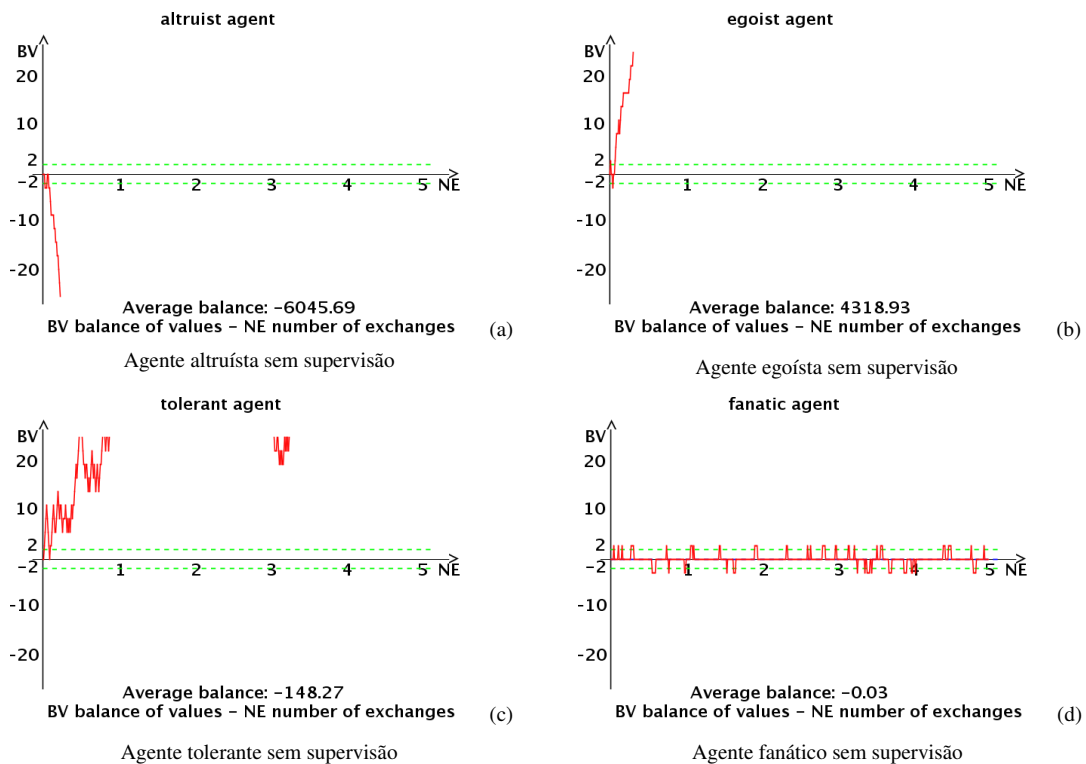 altruist agent
BV
20
10
2
-2
1 2 3 4 5 NE
-10
-20
Average balance: -6045.69
BV balance of values - NE number of exchanges
(a)
Agente altruísta sem supervisão
egoist agent
BV
20
10
2
-2
1 2 3 4 5 NE
-10
-20
Average balance: 4318.93
BV balance of values - NE number of exchanges
(b)
Agente egoísta sem supervisão
tolerant agent
BV
20
10
2
-2
1 2 3 4 5 NE
-10
-20
Average balance: -148.27
BV balance of values - NE number of exchanges
(c)
Agente tolerante sem supervisão
fanatic agent
BV
20
10
2
-2
1 2 3 4 5 NE
-10
-20
Average balance: -0.03
BV balance of values - NE number of exchanges
(d)
Agente fanático sem supervisão